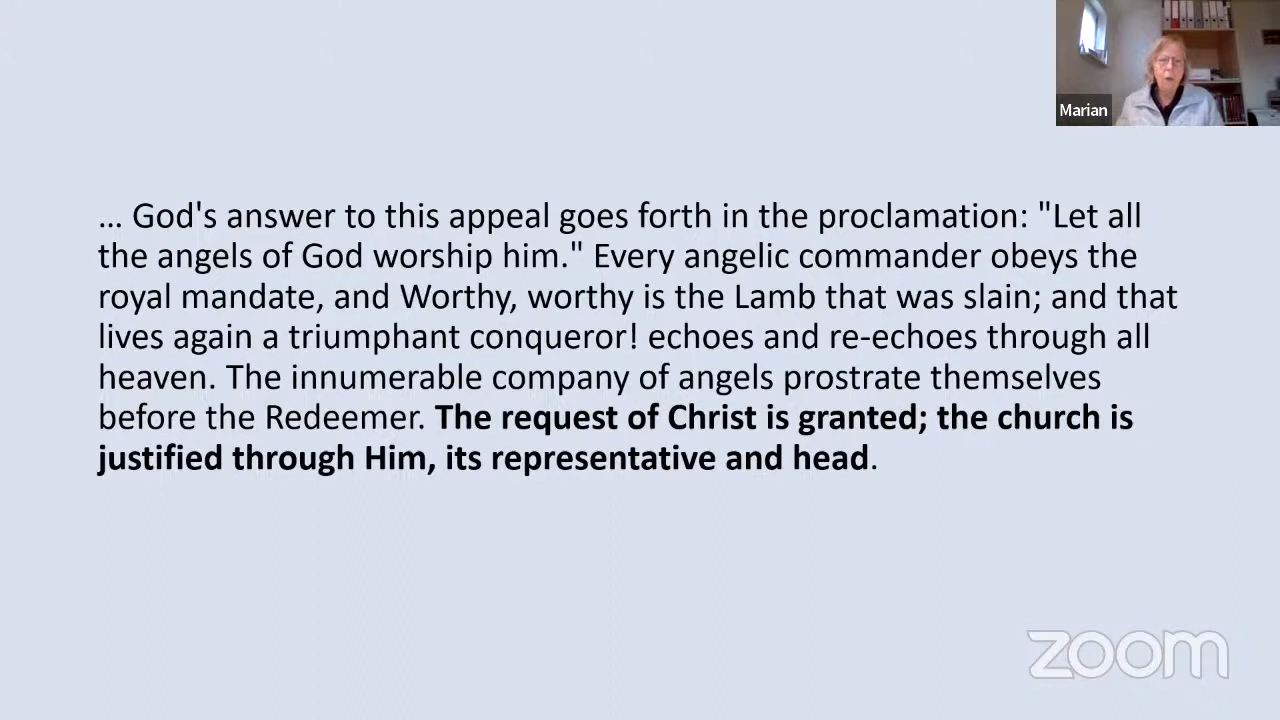 Marian
... God's answer to this appeal goes forth in the proclamation: "Let all
the angels of God worship him." Every angelic commander obeys the
royal mandate, and Worthy, worthy is the Lamb that was slain; and that
lives again a triumphant conqueror! echoes and re-echoes through all
heaven. The innumerable company of angels prostrate themselves
before the Redeemer. The request of Christ is granted; the church is
justified through Him, its representative and head.
zoom